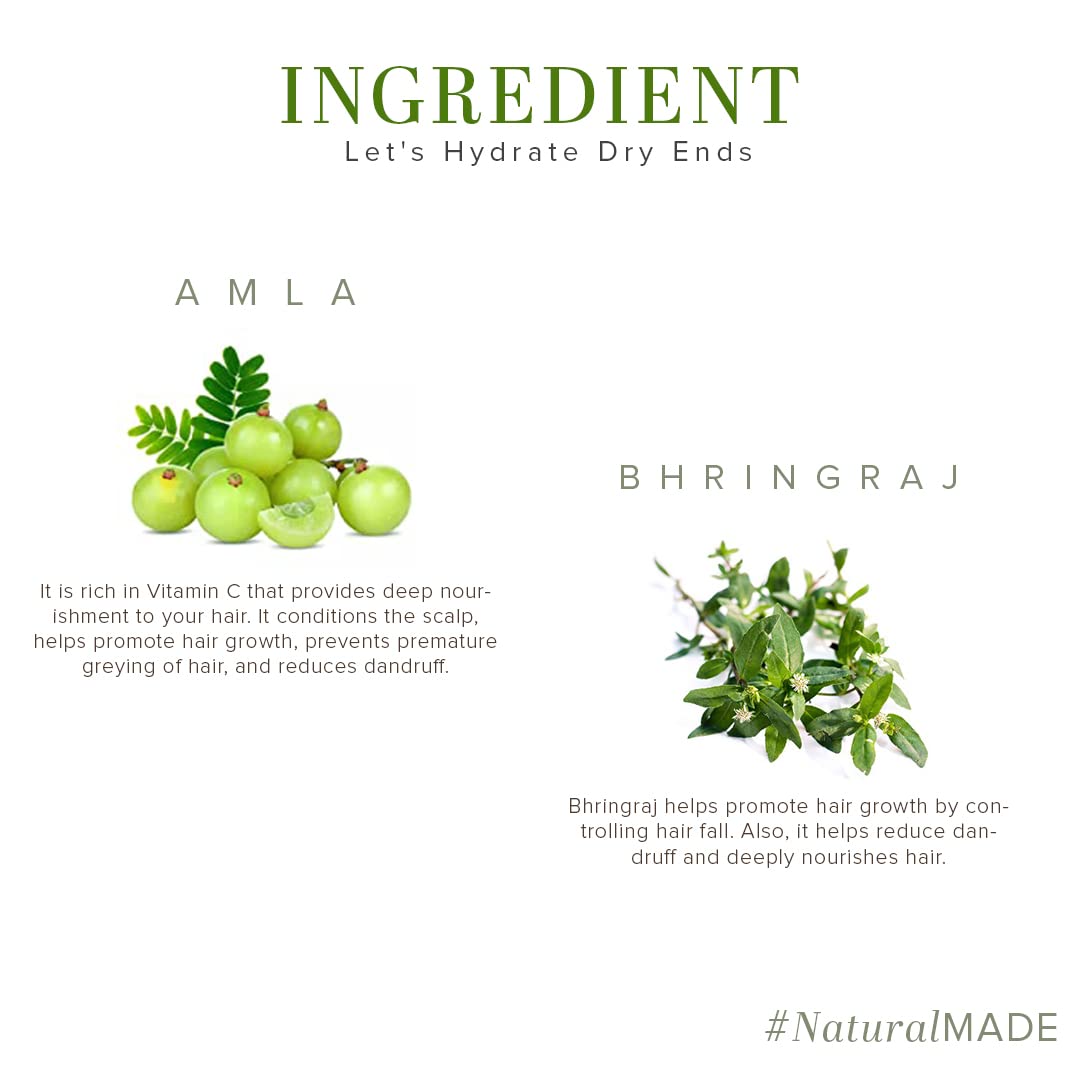 INGREDIENT
Let's Hydrate Dry Ends
AMLA
It is rich in Vitamin C that provides deep nour-
ishment to your hair. It conditions the scalp,
helps promote hair growth, prevents premature
greying of hair, and reduces dandruff.
BHRINGRAJ
Bhringraj helps promote hair growth by con-
trolling hair fall. Also, it helps reduce dan-
druff and deeply nourishes hair.
#NaturalMADE